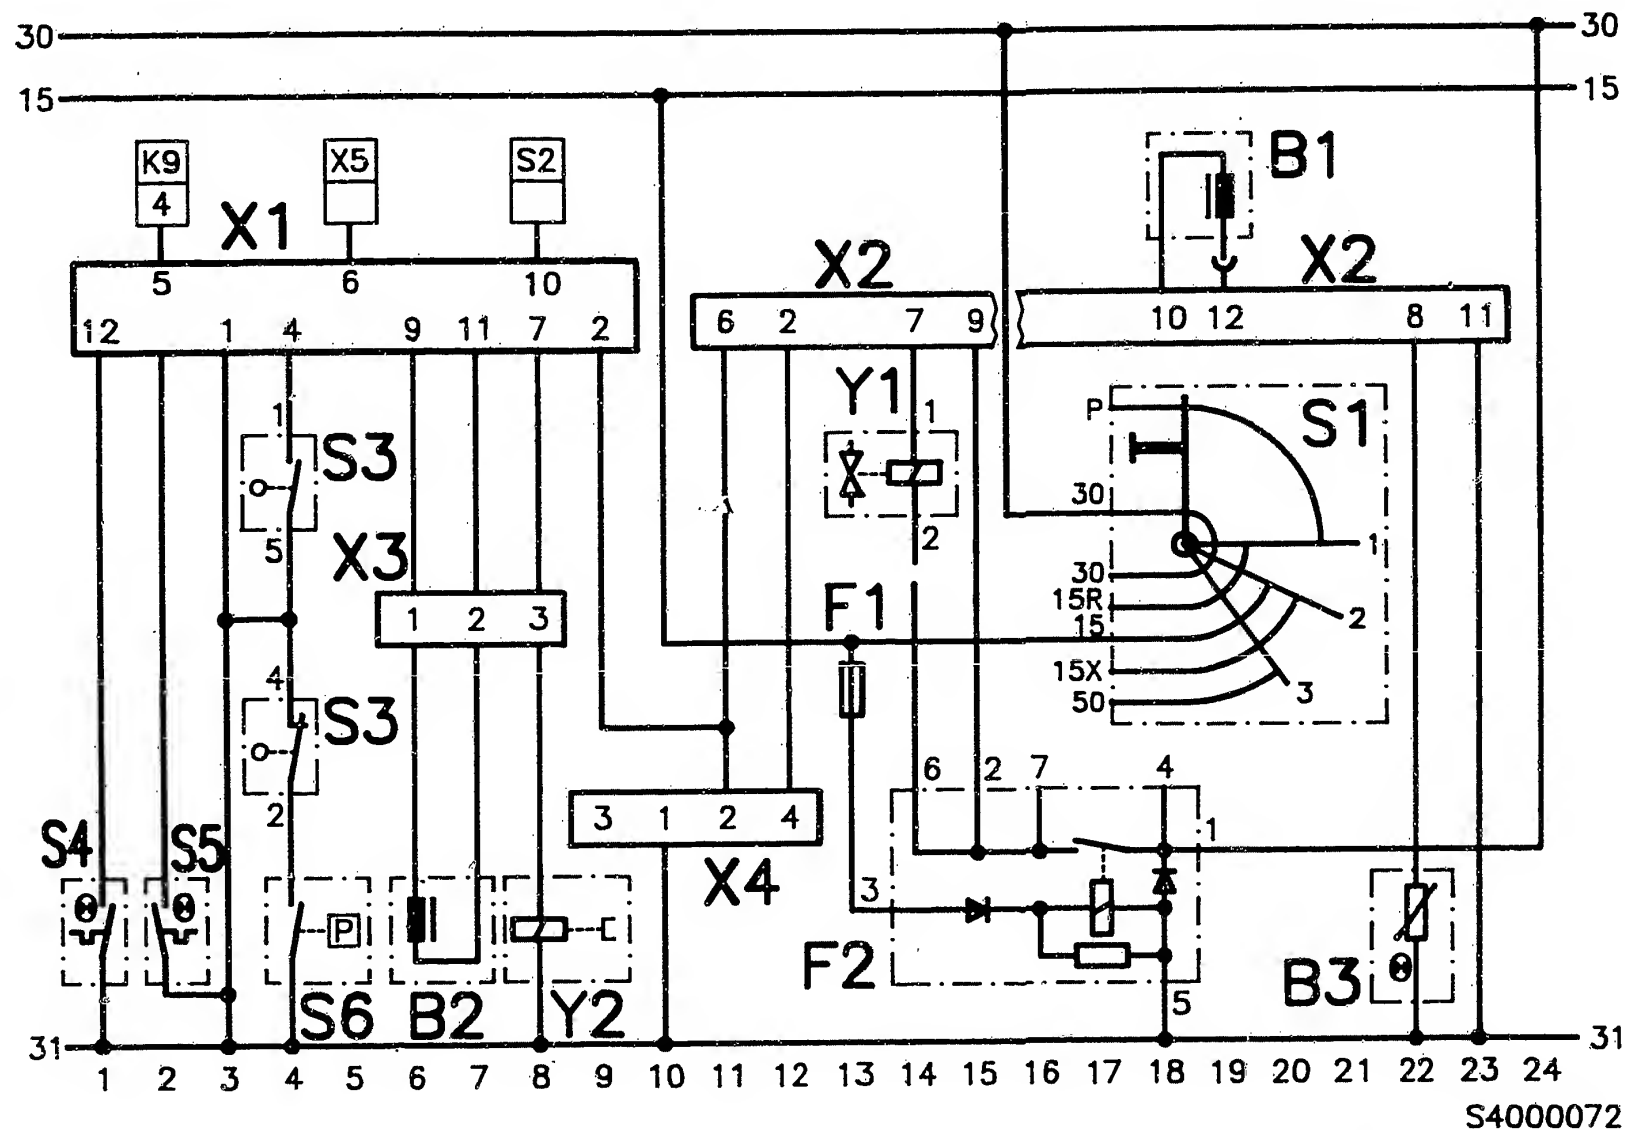 30 30
15 15
K9 X5 S2 B1
4
X1 X2 X2
5 6 10
12 1 4 9 11 7 2
6 2 7 9 10 12 8 11
Y1
1 1 P S1
S3
30
5 2
X3 1
30
F1 15R
1 2 3 2
15
4 15X
3
S3 50
6 2 7 4
2
3 1 2 4 1
S4 S5
X4
3
P
F2 B3
5
S6 B2 Y2
31 31
1 2 3 4 5 6 7 8 9 10 11 12 13 14 15 16 17 18 19 20 21 22 23 24
S4000072